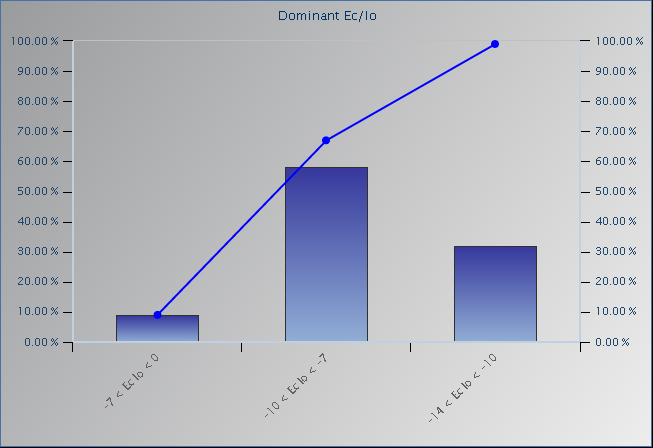 Dominant Ec/Io
100.00 % 100.00 %
90.00 % 90.00 %
80.00 % 80.00 %
70.00 % 70.00 %
60.00 % 60.00 %
50.00 % 50.00 %
40.00 % 40.00 %
30.00 % 30.00 %
20.00 % 20.00 %
10.00 % 10.00 %
0.00 % 0.00 %
-7 < Ec Io < 0
-10 < Ec Io < -7
-14 < Ec Io < -10